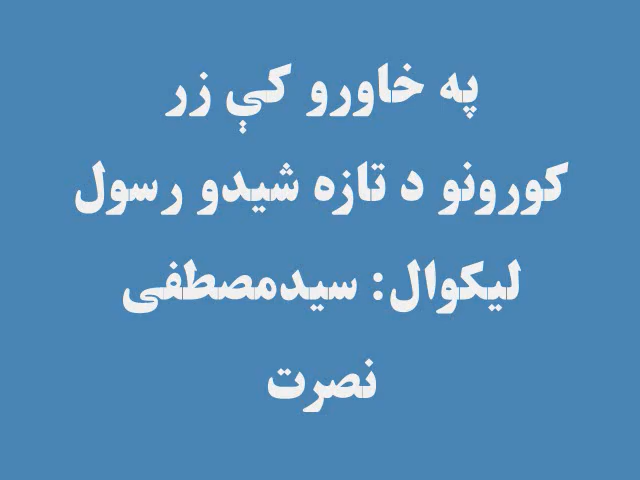 په خاورو کې زر
کورونو د تازه شیدو رسول
لیکوال: سیدمصطفی
نصرت